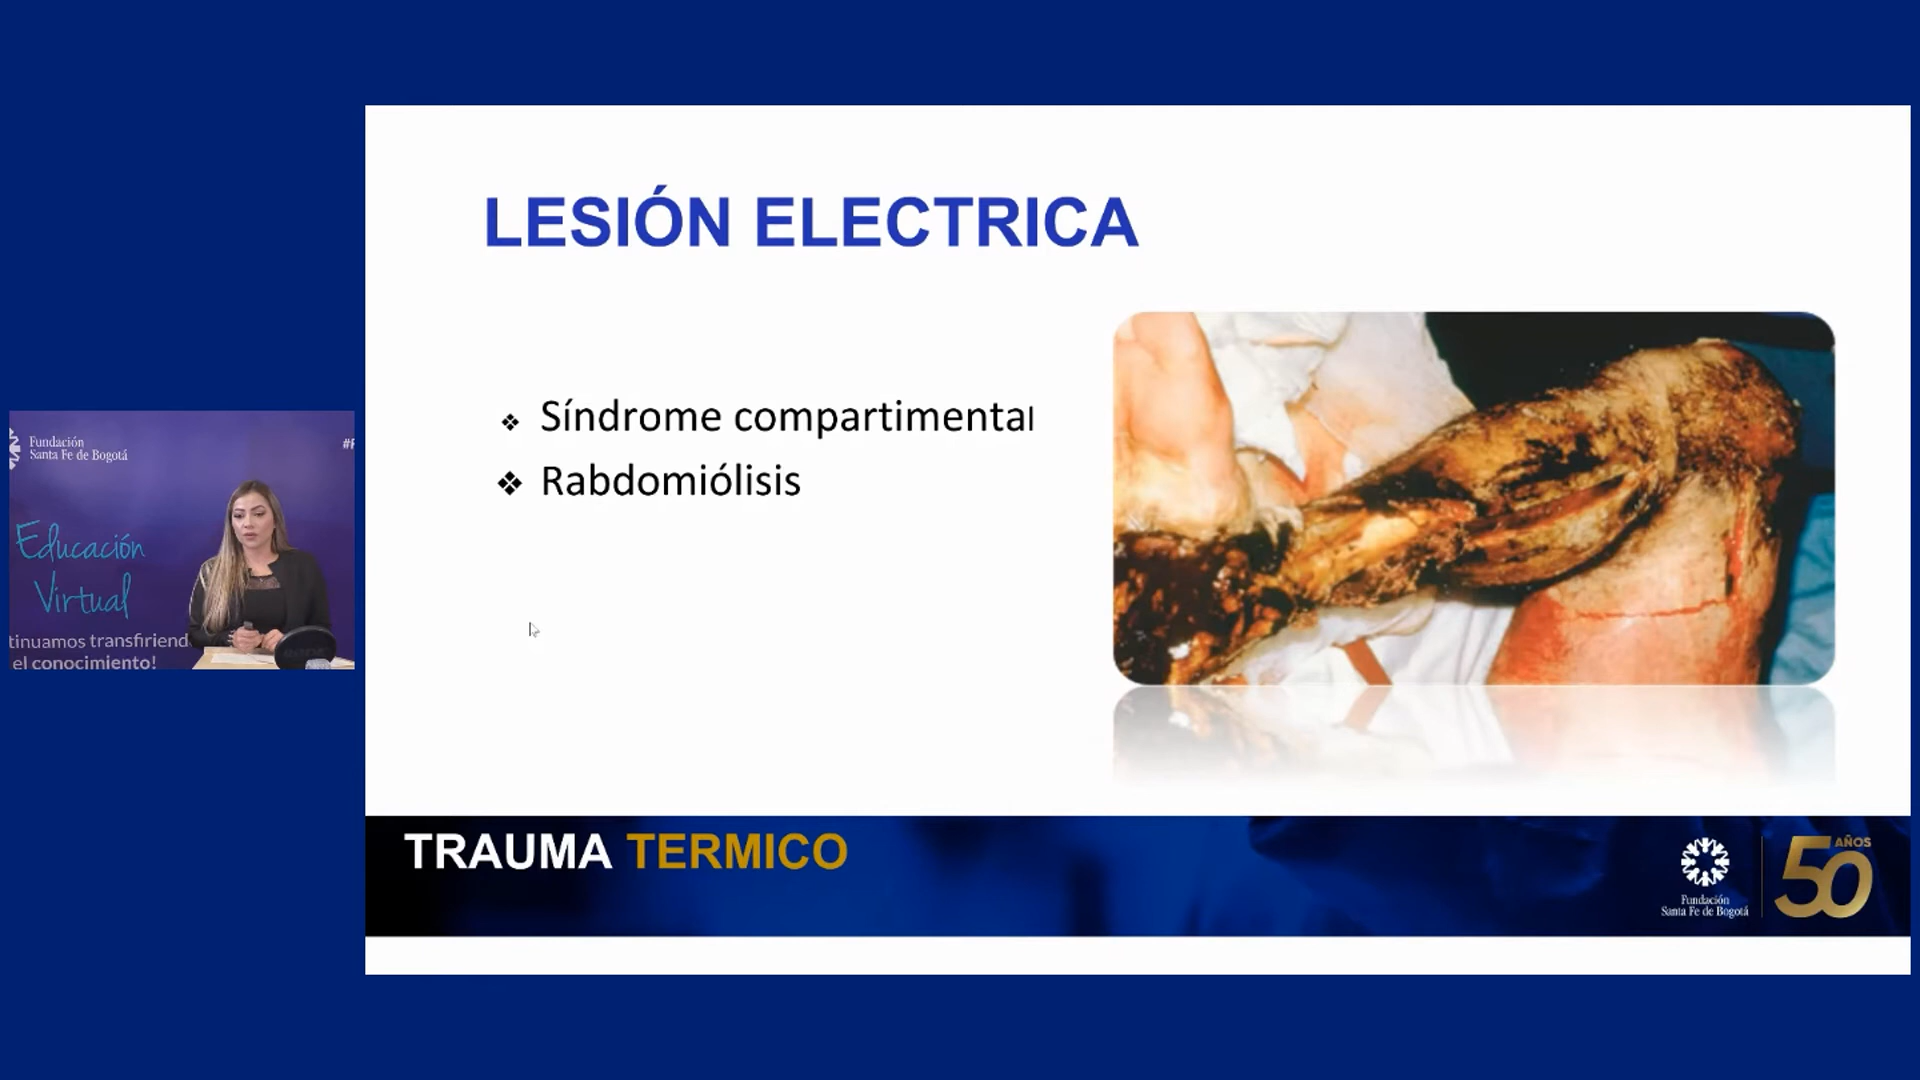 Fundación
Santa Fe de Bogotá
Educación
Virtual
tinuamos transfiriend
el conocimiento!
LESIÓN ELECTRICA
❖ Síndrome compartimental
❖ Rabdomiólisis
TRAUMA TERMICO
Fundación
Santa Fe de Bogotá
50 AÑOS